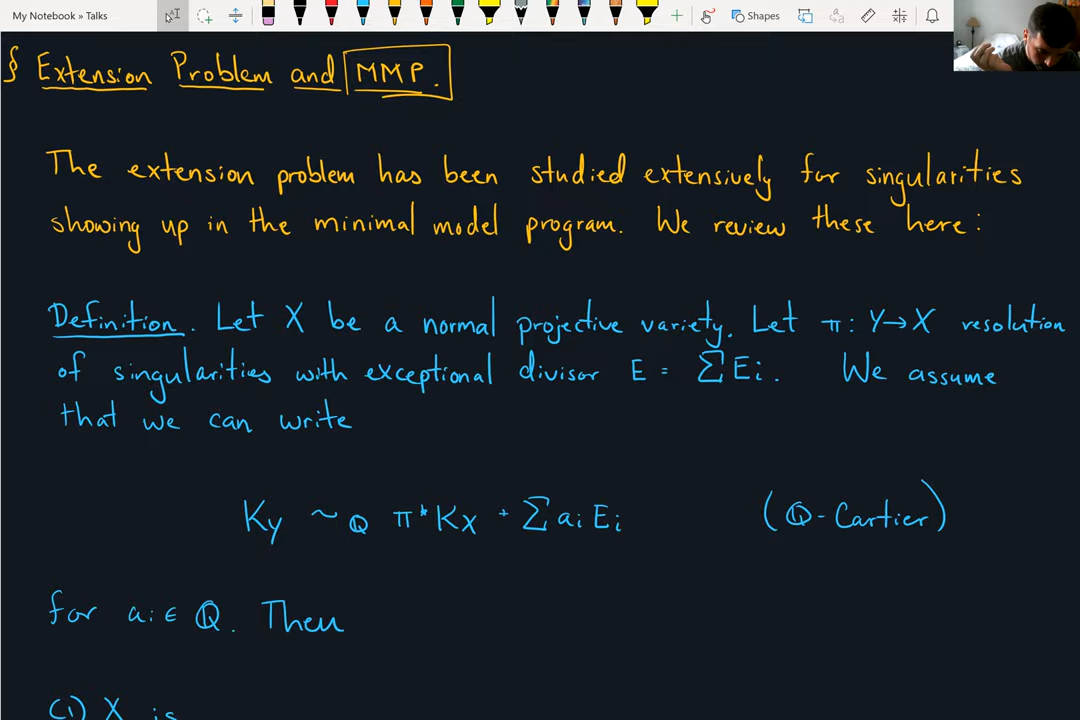 My Notebook » Talks
Shapes
§ Extension Problem and MMP.
The extension problem has been studied extensively for singularities
showing up in the minimal model program. We review these here:
Definition. Let X be a normal projective variety. Let π: Y→X resolution
of singularities with exceptional divisor E = ∑Ei. We assume
that we can write
KY ~ℚ π*KX + ∑aiEi (ℚ-Cartier)
for ai ∈ ℚ. Then
(1) X is